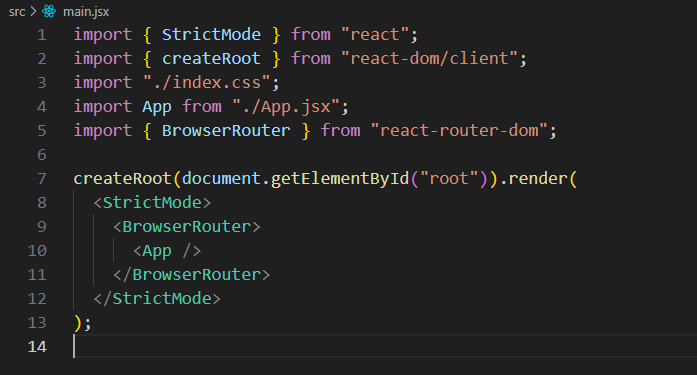 src > main.jsx
1 import { StrictMode } from "react";
2 import { createRoot } from "react-dom/client";
3 import "./index.css";
4 import App from "./App.jsx";
5 import { BrowserRouter } from "react-router-dom";
6
7 createRoot(document.getElementById("root")).render(
8   <StrictMode>
9     <BrowserRouter>
10       <App />
11     </BrowserRouter>
12   </StrictMode>
13 );
14